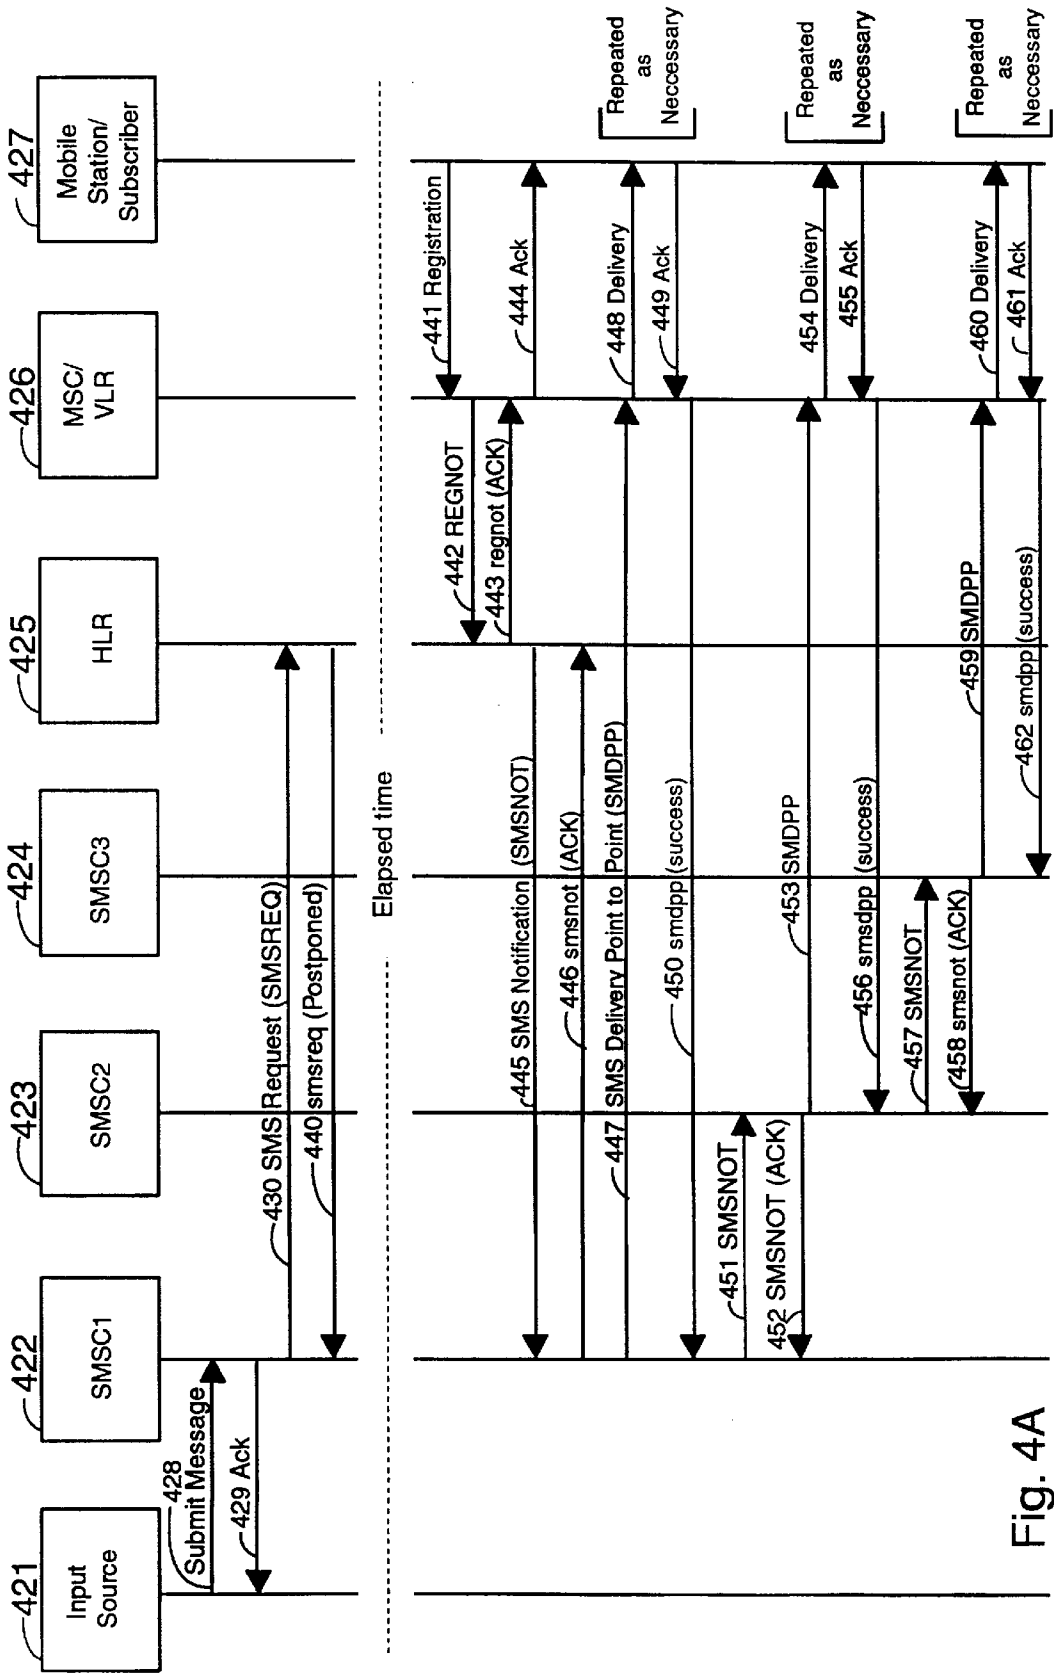 421
Input
Source
422
SMSC1
423
SMSC2
424
SMSC3
425
HLR
426
MSC/
VLR
427
Mobile
Station/
Subscriber
428
Submit Message
429 Ack
430 SMS Request (SMSREQ)
440 smsreq (Postponed)
Elapsed time
441 Registration
442 REGNOT
443 regnot (ACK)
444 Ack
445 SMS Notification (SMSNOT)
446 smsnot (ACK)
447 SMS Delivery Point to Point (SMDPP)
448 Delivery
449 Ack
Repeated
as
Neccessary
450 smdpp (success)
451 SMSNOT
452 SMSNOT (ACK)
453 SMDPP
454 Delivery
455 Ack
Repeated
as
Neccessary
456 smsdpp (success)
457 SMSNOT
458 smsnot (ACK)
459 SMDPP
460 Delivery
461 Ack
Repeated
as
Neccessary
462 smdpp (success)
Fig. 4A